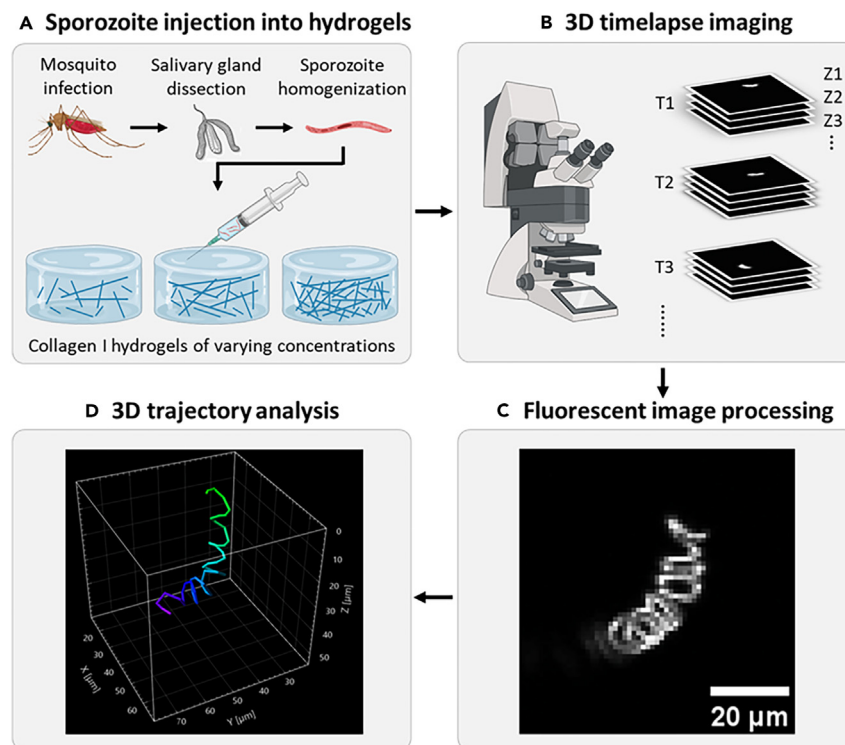 A Sporozoite injection into hydrogels
Mosquito infection
Salivary gland dissection
Sporozoite homogenization
Collagen I hydrogels of varying concentrations
B 3D timelapse imaging
T1
Z1
Z2
Z3
T2
T3
D 3D trajectory analysis
0
10
20
30
40
50
Z [µm]
20
30
40
50
60
X [µm]
70
60
50
40
30
Y [µm]
C Fluorescent image processing
20 µm